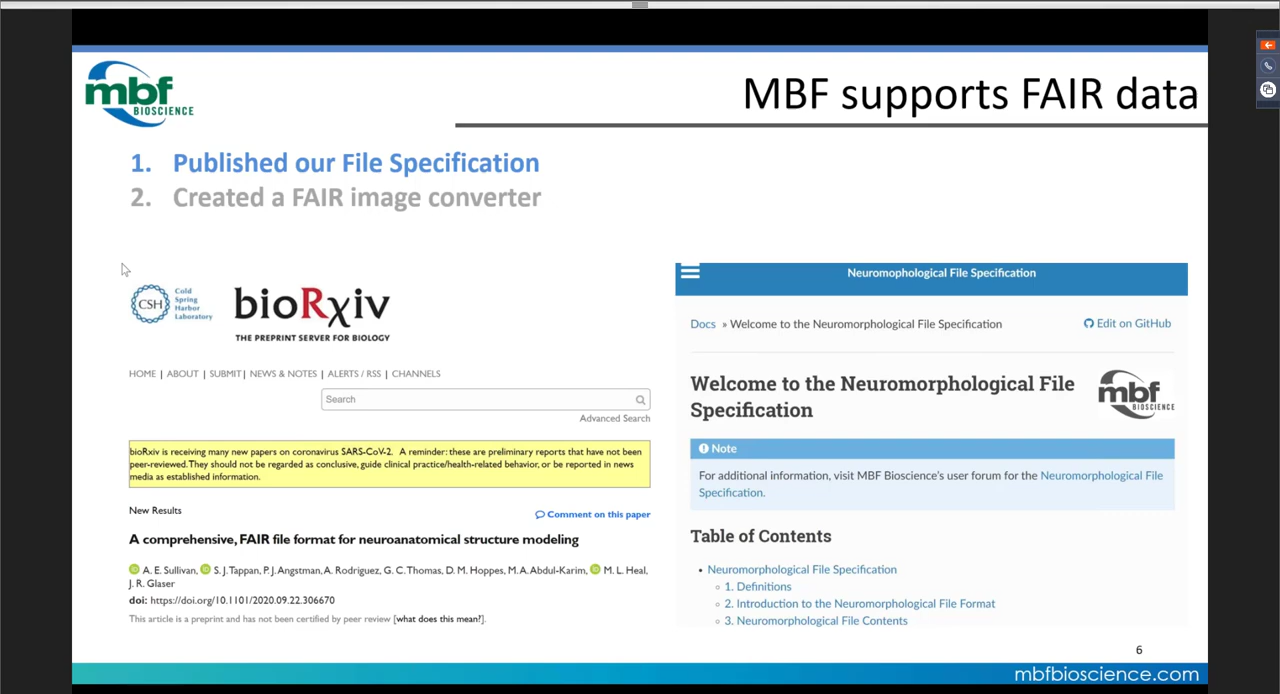 mbf
BIOSCIENCE
MBF supports FAIR data
1. Published our File Specification
2. Created a FAIR image converter
CSH
Cold
Spring
Harbor
Laboratory
bioRχiv
THE PREPRINT SERVER FOR BIOLOGY
HOME | ABOUT | SUBMIT | NEWS & NOTES | ALERTS / RSS | CHANNELS
Search
Advanced Search
bioRxiv is receiving many new papers on coronavirus SARS-CoV-2. A reminder: these are preliminary reports that have not been
peer-reviewed. They should not be regarded as conclusive, guide clinical practice/health-related behavior, or be reported in news
media as established information.
New Results
Comment on this paper
A comprehensive, FAIR file format for neuroanatomical structure modeling
iD A. E. Sullivan, iD S. J. Tappan, P. J. Angstman, A. Rodriguez, G. C. Thomas, D. M. Hoppes, M. A. Abdul-Karim, iD M. L. Heal,
J. R. Glaser
doi: https://doi.org/10.1101/2020.09.22.306670
This article is a preprint and has not been certified by peer review [what does this mean?].
Neuromophological File Specification
Docs » Welcome to the Neuromorphological File Specification
Edit on GitHub
Welcome to the Neuromorphological File
Specification
mbf
BIOSCIENCE
Note
For additional information, visit MBF Bioscience's user forum for the Neuromorphological File
Specification.
Table of Contents
• Neuromorphological File Specification
◦ 1. Definitions
◦ 2. Introduction to the Neuromorphological File Format
◦ 3. Neuromorphological File Contents
6
mbfbioscience.com